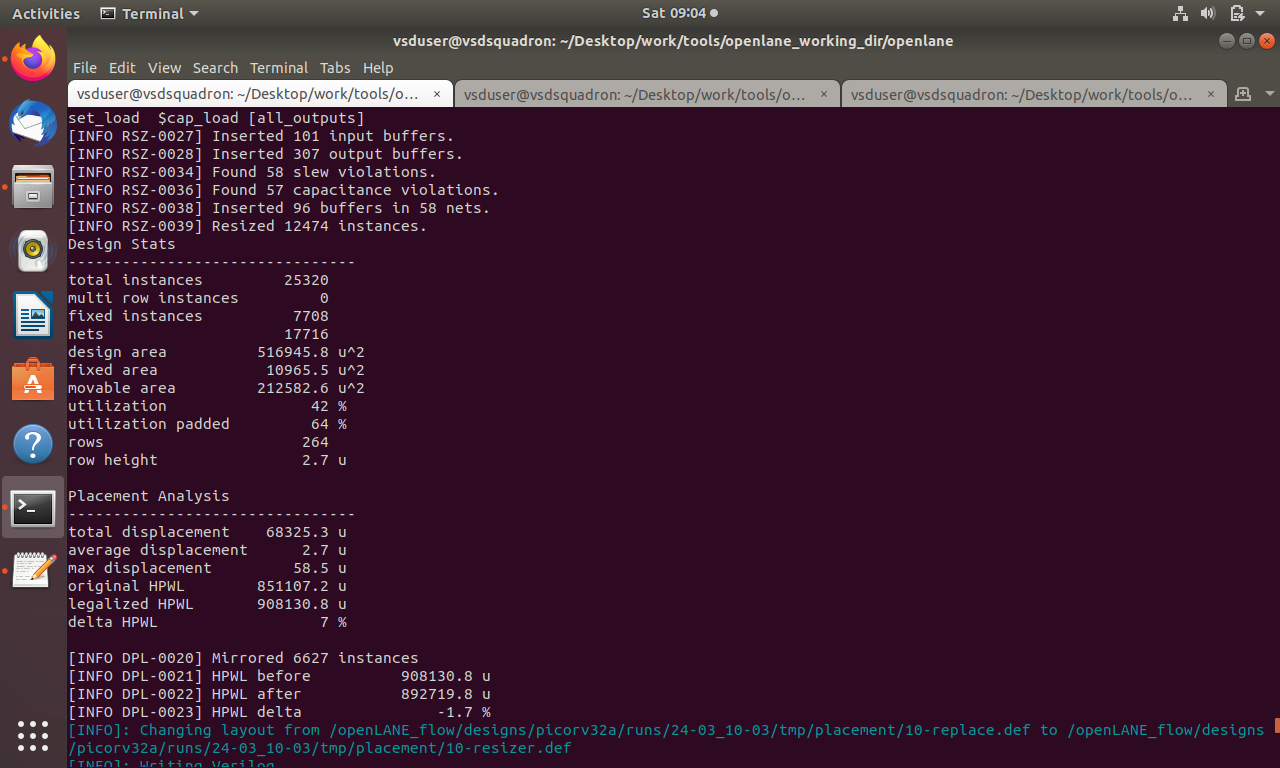 Activities Terminal Sat 09:04
vsduser@vsdsquadron: ~/Desktop/work/tools/openlane_working_dir/openlane
File Edit View Search Terminal Tabs Help
vsduser@vsdsquadron: ~/Desktop/work/tools/o... × vsduser@vsdsquadron: ~/Desktop/work/tools/o... × vsduser@vsdsquadron: ~/Desktop/work/tools/o... ×
set_load  $cap_load [all_outputs]
[INFO RSZ-0027] Inserted 101 input buffers.
[INFO RSZ-0028] Inserted 307 output buffers.
[INFO RSZ-0034] Found 58 slew violations.
[INFO RSZ-0036] Found 57 capacitance violations.
[INFO RSZ-0038] Inserted 96 buffers in 58 nets.
[INFO RSZ-0039] Resized 12474 instances.
Design Stats
--------------------------------
total instances         25320
multi row instances         0
fixed instances          7708
nets                    17716
design area          516945.8 u^2
fixed area            10965.5 u^2
movable area         212582.6 u^2
utilization                42 %
utilization padded         64 %
rows                      264
row height                2.7 u
Placement Analysis
--------------------------------
total displacement    68325.3 u
average displacement      2.7 u
max displacement         58.5 u
original HPWL        851107.2 u
legalized HPWL       908130.8 u
delta HPWL                  7 %
[INFO DPL-0020] Mirrored 6627 instances
[INFO DPL-0021] HPWL before          908130.8 u
[INFO DPL-0022] HPWL after           892719.8 u
[INFO DPL-0023] HPWL delta               -1.7 %
[INFO]: Changing layout from /openLANE_flow/designs/picorv32a/runs/24-03_10-03/tmp/placement/10-replace.def to /openLANE_flow/designs
/picorv32a/runs/24-03_10-03/tmp/placement/10-resizer.def
[INFO]: Writing Verilog